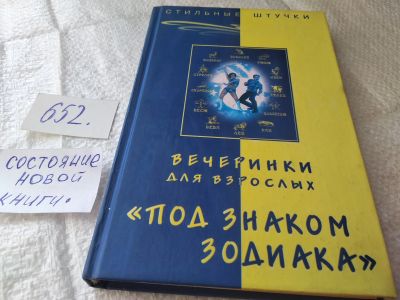 СТИЛЬНЫЕ ШТУЧКИ
ВЕЧЕРИНКИ
ДЛЯ ВЗРОСЛЫХ
«ПОД ЗНАКОМ
ЗОДИАКА»
652.
СОСТОЯНИЕ
НОВОЙ
КНИГИ.